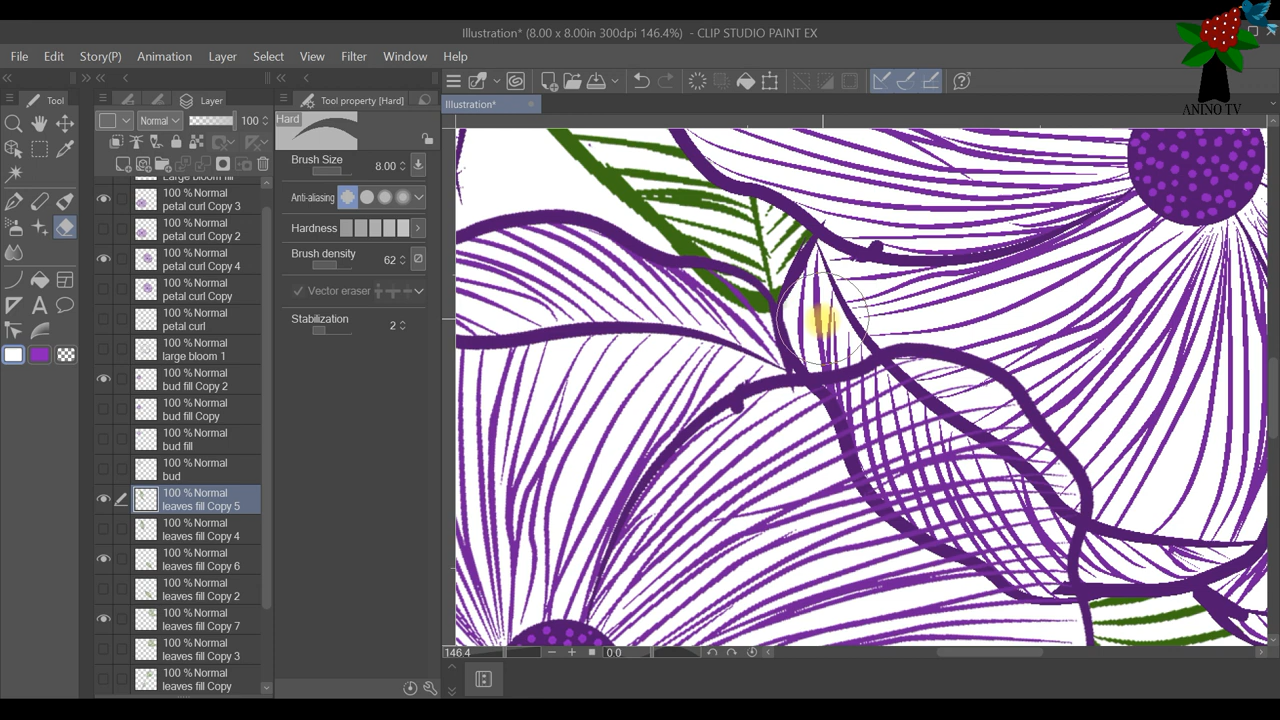 Illustration* (8.00 x 8.00in 300dpi 146.4%) - CLIP STUDIO PAINT EX
File Edit Story(P) Animation Layer Select View Filter Window Help
Tool
Layer
Tool property [Hard]
Illustration*
ANINO TV
Normal 100
Hard
Brush Size 8.00
Anti-aliasing
Hardness
Brush density 62
Vector eraser
Stabilization 2
Large bloom fill
100 % Normal
petal curl Copy 3
100 % Normal
petal curl Copy 2
100 % Normal
petal curl Copy 4
100 % Normal
petal curl Copy
100 % Normal
petal curl
100 % Normal
large bloom 1
100 % Normal
bud fill Copy 2
100 % Normal
bud fill Copy
100 % Normal
bud fill
100 % Normal
bud
100 % Normal
leaves fill Copy 5
100 % Normal
leaves fill Copy 4
100 % Normal
leaves fill Copy 6
100 % Normal
leaves fill Copy 2
100 % Normal
leaves fill Copy 7
100 % Normal
leaves fill Copy 3
100 % Normal
leaves fill Copy
146.4 0.0